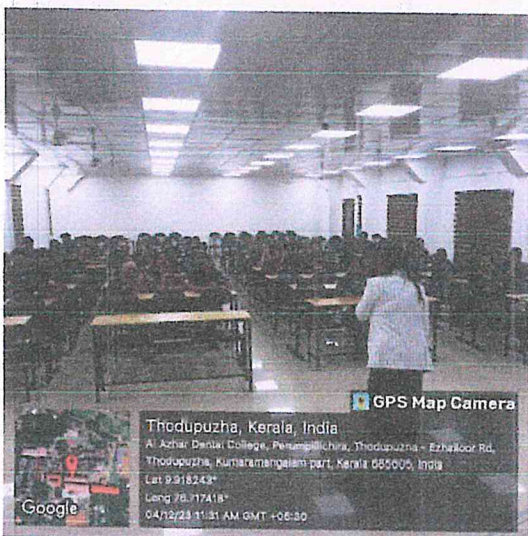 GPS Map Camera
Thodupuzha, Kerala, India
Al Azhar Dental College, Perumpillichira, Thodupuzha - Ezhalloor Rd,
Thodupuzha, Kumaramangalam part, Kerala 685605, India
Lat 9.918243°
Long 76.717418°
04/12/23 11:31 AM GMT +05:30
Google